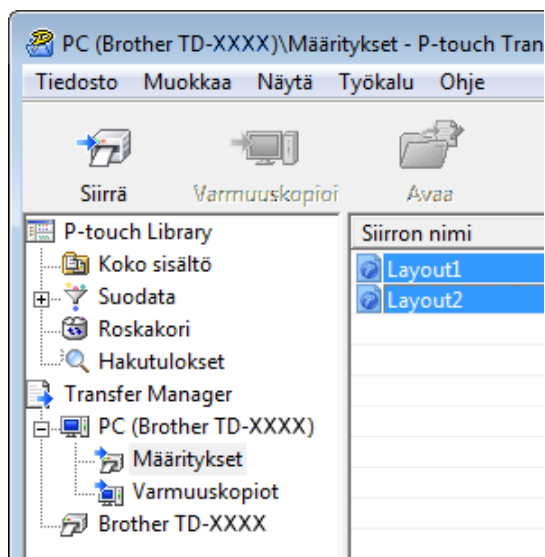 PC (Brother TD-XXXX)\Määritykset - P-touch Tran
Tiedosto Muokkaa Näytä Työkalu Ohje
Siirrä Varmuuskopioi Avaa
P-touch Library
Koko sisältö
Suodata
Roskakori
Hakutulokset
Transfer Manager
PC (Brother TD-XXXX)
Määritykset
Varmuuskopiot
Brother TD-XXXX
Siirron nimi
Layout1
Layout2